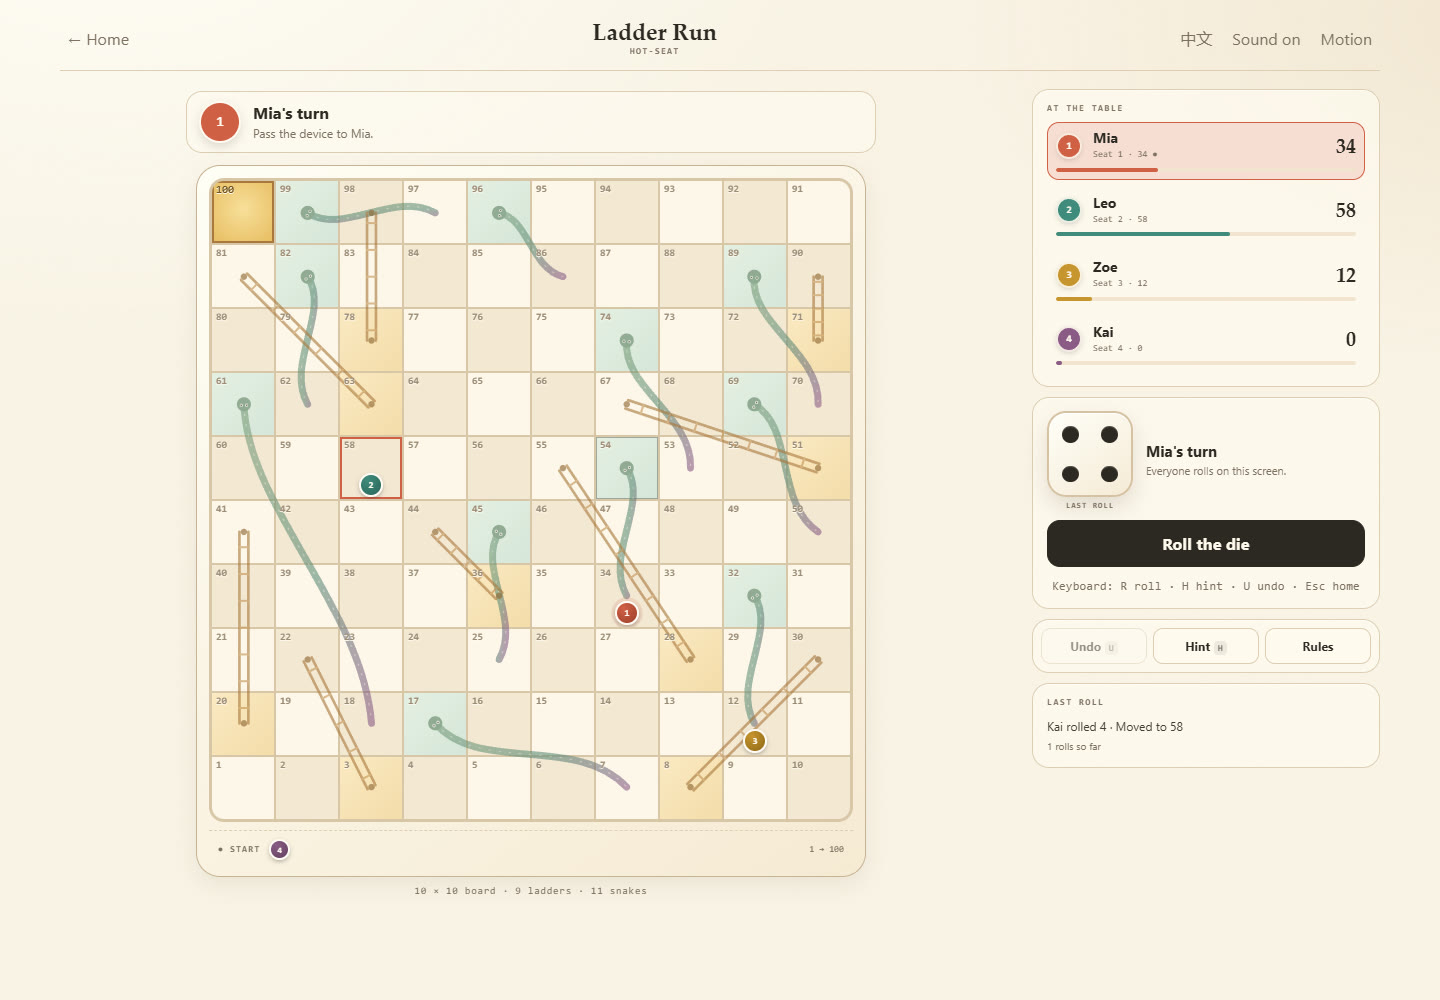 ← Home
Ladder Run
HOT-SEAT
中文 Sound on Motion
1
Mia's turn
Pass the device to Mia.
100 99 98 97 96 95 94 93 92 91
81 82 83 84 85 86 87 88 89 90
80 79 78 77 76 75 74 73 72 71
61 62 63 64 65 66 67 68 69 70
60 59 58 57 56 55 54 53 52 51
2
41 42 43 44 45 46 47 48 49 50
40 39 38 37 36 35 34 33 32 31
1
21 22 23 24 25 26 27 28 29 30
20 19 18 17 16 15 14 13 12 11
3
1 2 3 4 5 6 7 8 9 10
● START 4 1 → 100
10 × 10 board · 9 ladders · 11 snakes
AT THE TABLE
1 Mia 34
Seat 1 · 34 ●
2 Leo 58
Seat 2 · 58
3 Zoe 12
Seat 3 · 12
4 Kai 0
Seat 4 · 0
Mia's turn
Everyone rolls on this screen.
LAST ROLL
Roll the die
Keyboard: R roll · H hint · U undo · Esc home
Undo U Hint H Rules
LAST ROLL
Kai rolled 4 · Moved to 58
1 rolls so far